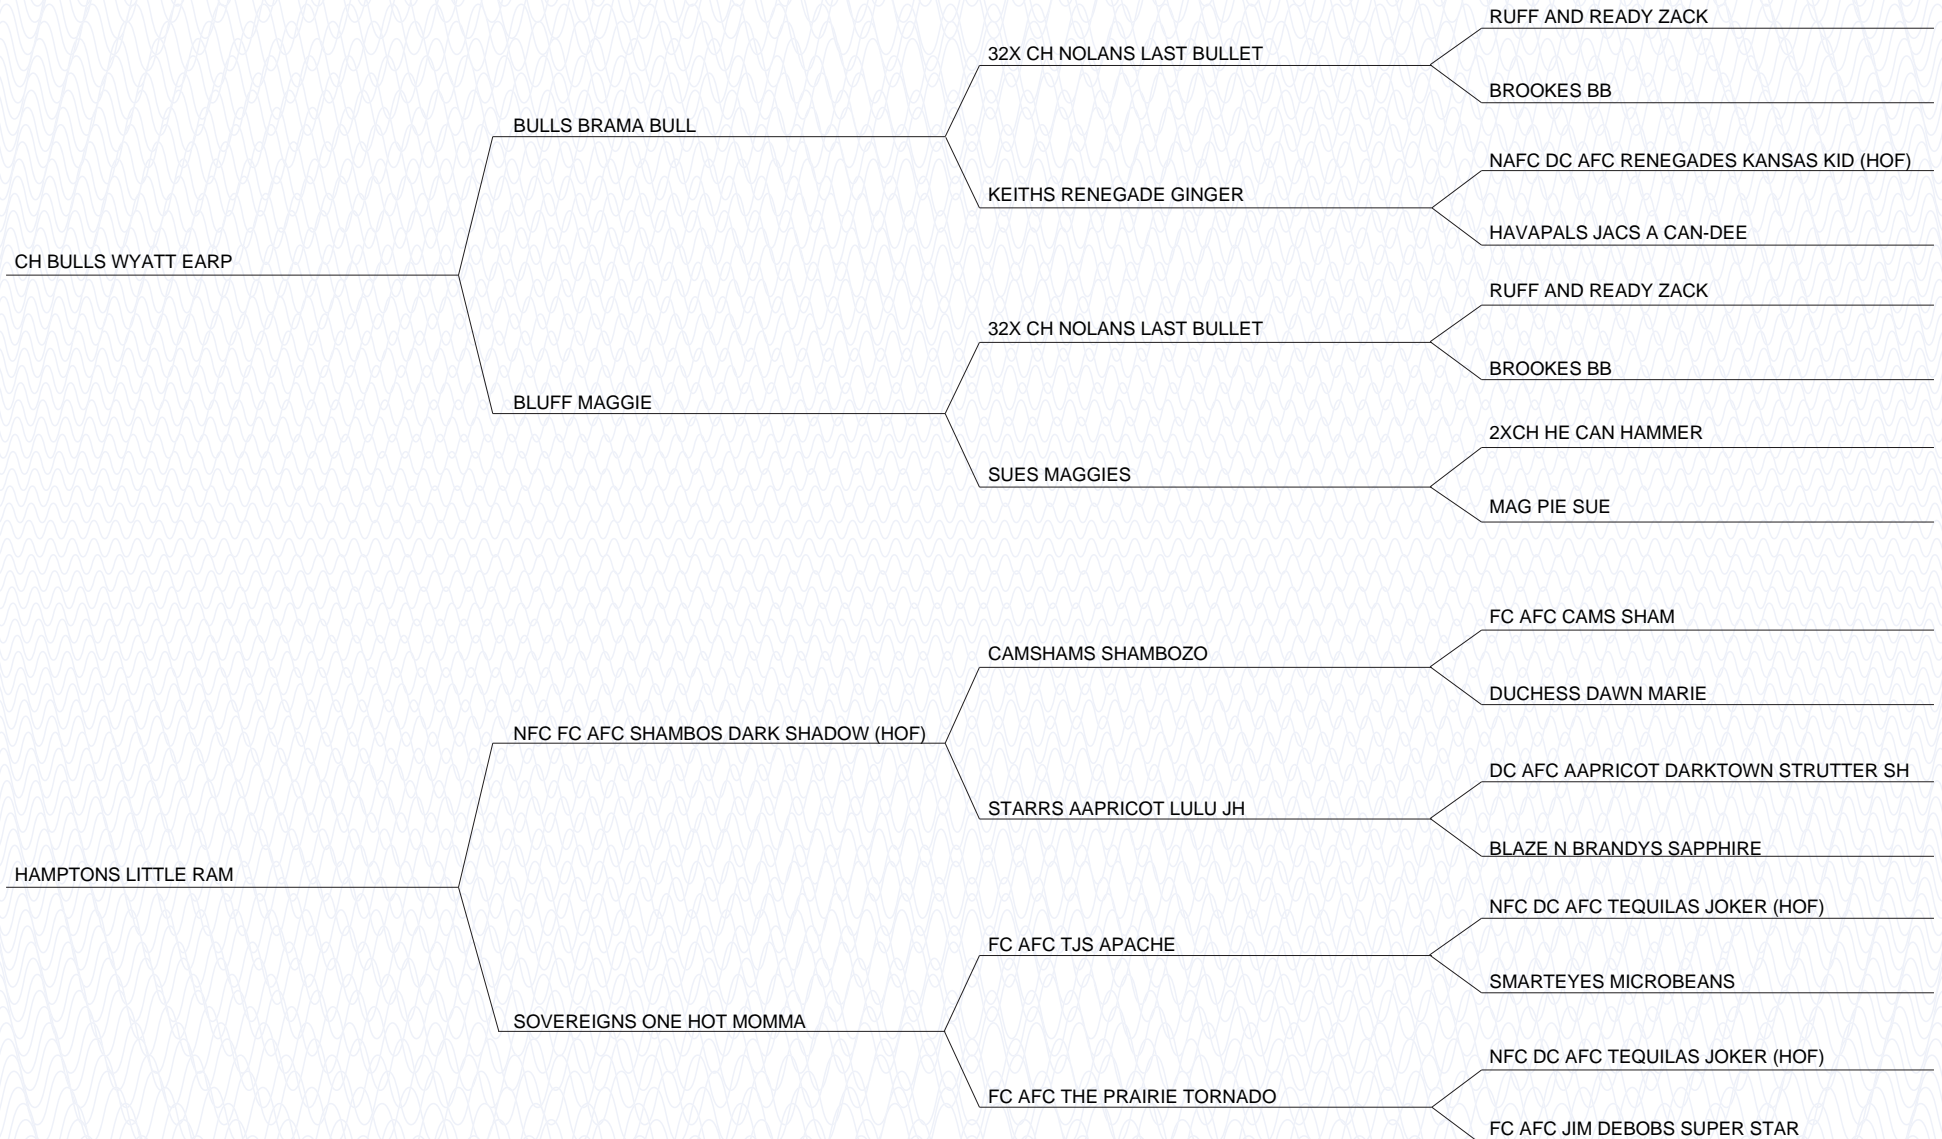 RUFF AND READY ZACK
32X CH NOLANS LAST BULLET
BROOKES BB
BULLS BRAMA BULL
NAFC DC AFC RENEGADES KANSAS KID (HOF)
KEITHS RENEGADE GINGER
HAVAPALS JACS A CAN-DEE
CH BULLS WYATT EARP
RUFF AND READY ZACK
32X CH NOLANS LAST BULLET
BROOKES BB
BLUFF MAGGIE
2XCH HE CAN HAMMER
SUES MAGGIES
MAG PIE SUE
FC AFC CAMS SHAM
CAMSHAMS SHAMBOZO
DUCHESS DAWN MARIE
NFC FC AFC SHAMBOS DARK SHADOW (HOF)
DC AFC AAPRICOT DARKTOWN STRUTTER SH
STARRS AAPRICOT LULU JH
BLAZE N BRANDYS SAPPHIRE
HAMPTONS LITTLE RAM
NFC DC AFC TEQUILAS JOKER (HOF)
FC AFC TJS APACHE
SMARTEYES MICROBEANS
SOVEREIGNS ONE HOT MOMMA
NFC DC AFC TEQUILAS JOKER (HOF)
FC AFC THE PRAIRIE TORNADO
FC AFC JIM DEBOBS SUPER STAR